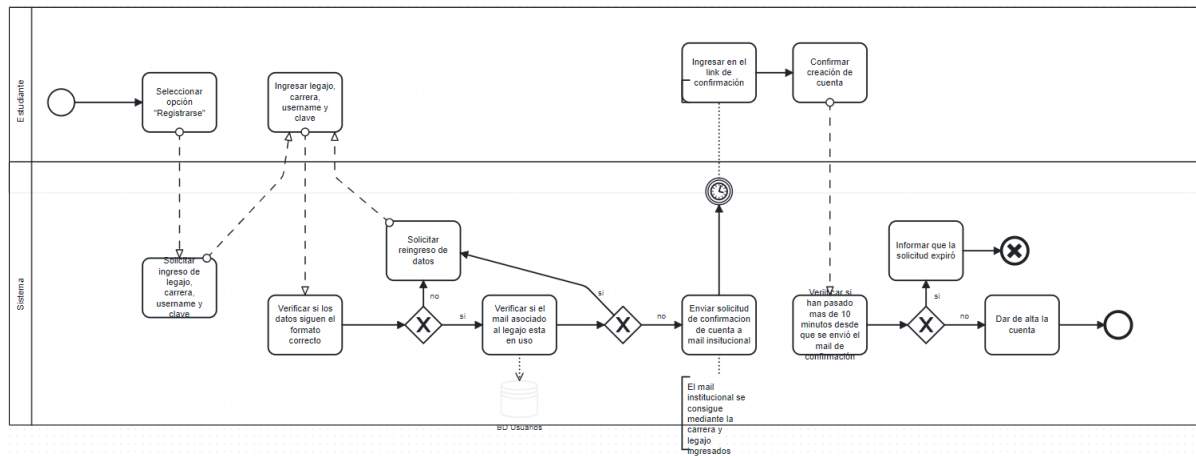 Estudiante
Seleccionar
opción
"Registrarse"
Ingresar legajo,
carrera,
username y
clave
Ingresar en el
link de
confirmación
Confirmar
creación de
cuenta
Sistema
Solicitar
ingreso de
legajo,
carrera,
username y
clave
Verificar si los
datos siguen el
formato
correcto
Solicitar
reingreso de
datos
no
si
Verificar si el
mail asociado
al legajo esta
en uso
BD Usuarios
si
no
Enviar solicitud
de confirmacion
de cuenta a
mail insitucional
El mail
institucional se
consigue
mediante la
carrera y
legajo
ingresados
Verificar si
han pasado
mas de 10
minutos desde
que se envió el
mail de
confirmación
Informar que la
solicitud expiró
si
no
Dar de alta la
cuenta